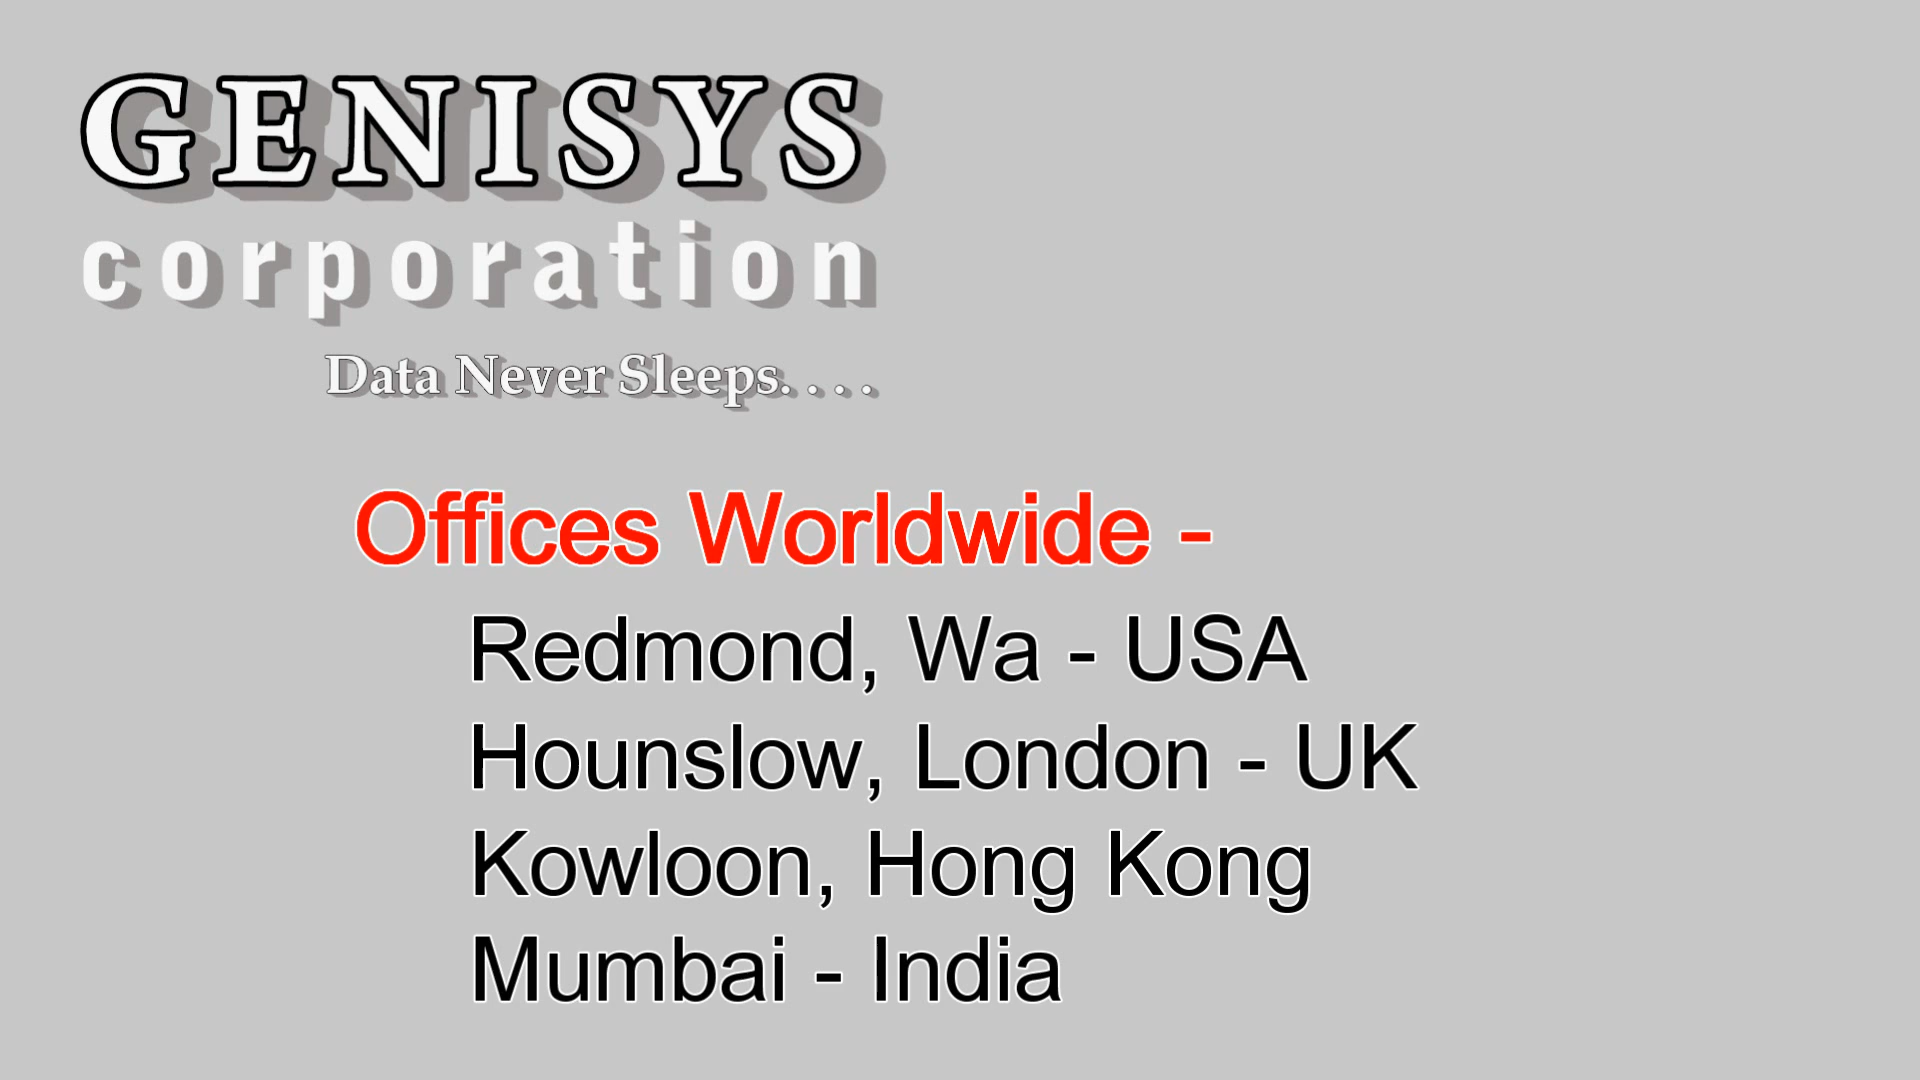 GENISYS
corporation
Data Never Sleeps. . . .
Offices Worldwide -
Redmond, Wa - USA
Hounslow, London - UK
Kowloon, Hong Kong
Mumbai - India